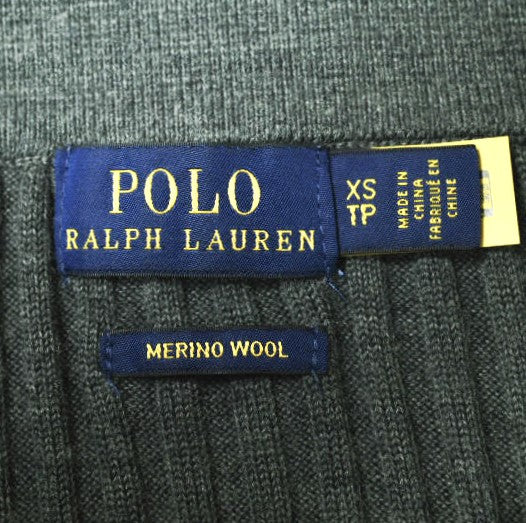 POLO
RALPH LAUREN
XS
TP
MADE IN
CHINA
FABRIQUÉ EN
CHINE
MERINO WOOL